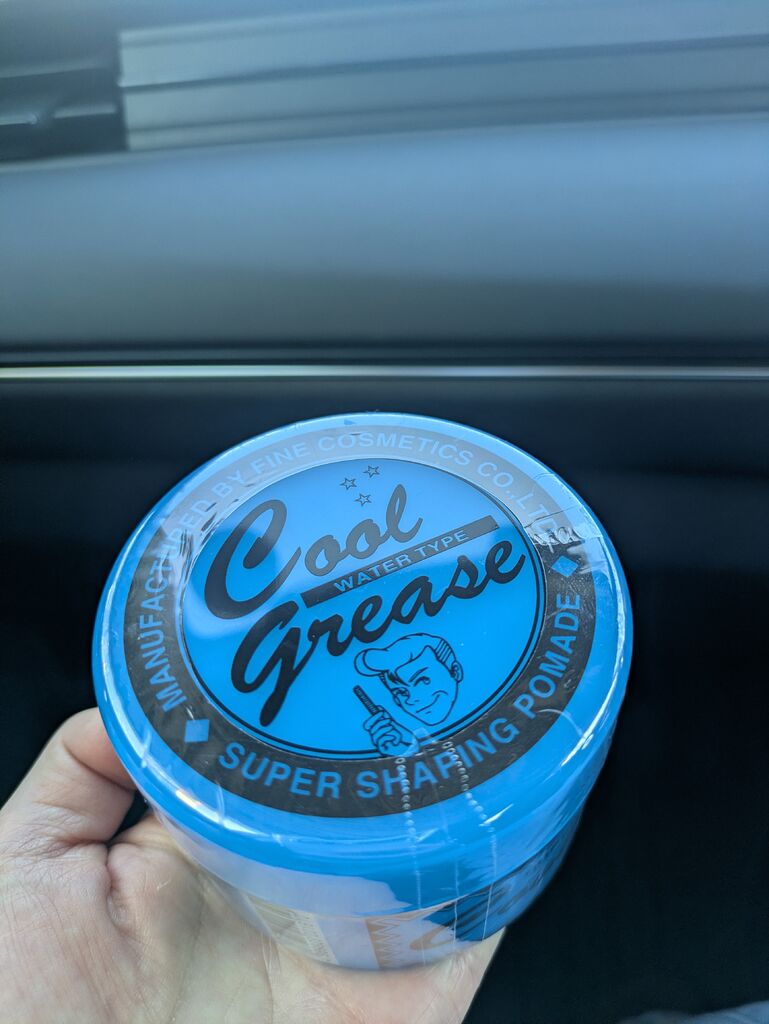 MANUFACTURED BY FINE COSMETICS CO.,LTD
Cool
WATER TYPE
Grease
SUPER SHAPING POMADE